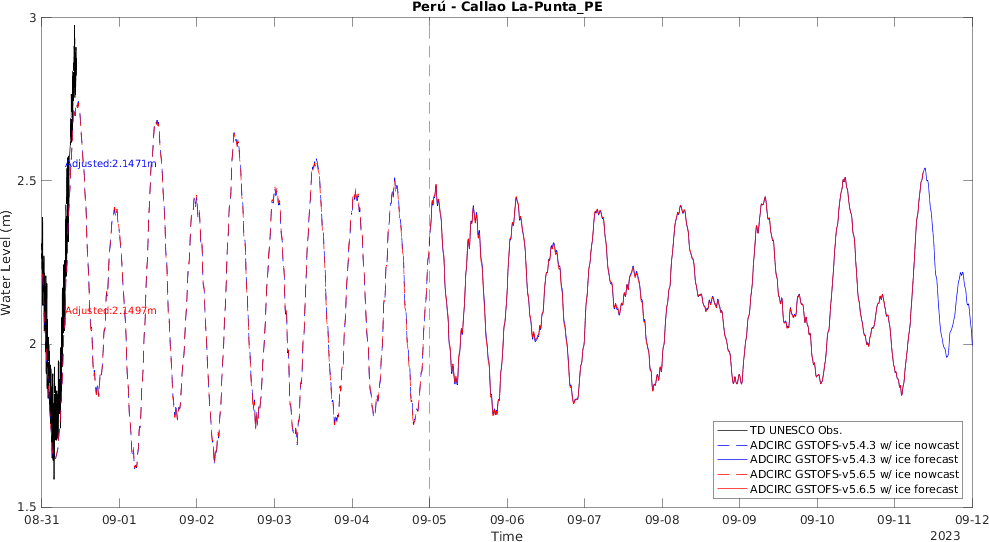 Perú - Callao La-Punta_PE
3
2.5
2
1.5
Water Level (m)
Adjusted:2.1471m
Adjusted:2.1497m
TD UNESCO Obs.
ADCIRC GSTOFS-v5.4.3 w/ ice nowcast
ADCIRC GSTOFS-v5.4.3 w/ ice forecast
ADCIRC GSTOFS-v5.6.5 w/ ice nowcast
ADCIRC GSTOFS-v5.6.5 w/ ice forecast
08-31 09-01 09-02 09-03 09-04 09-05 09-06 09-07 09-08 09-09 09-10 09-11 09-12
Time
2023